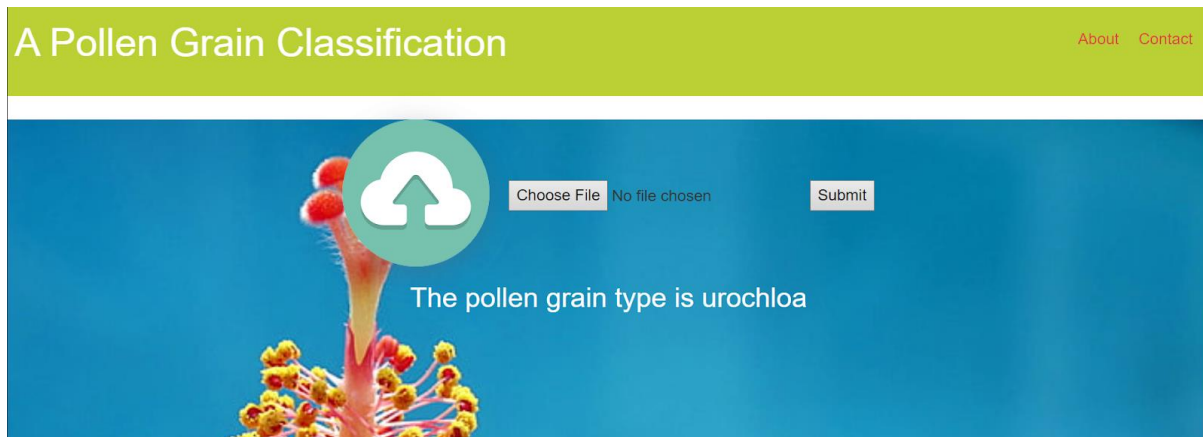 A Pollen Grain Classification
About Contact
Choose File No file chosen Submit
The pollen grain type is urochloa